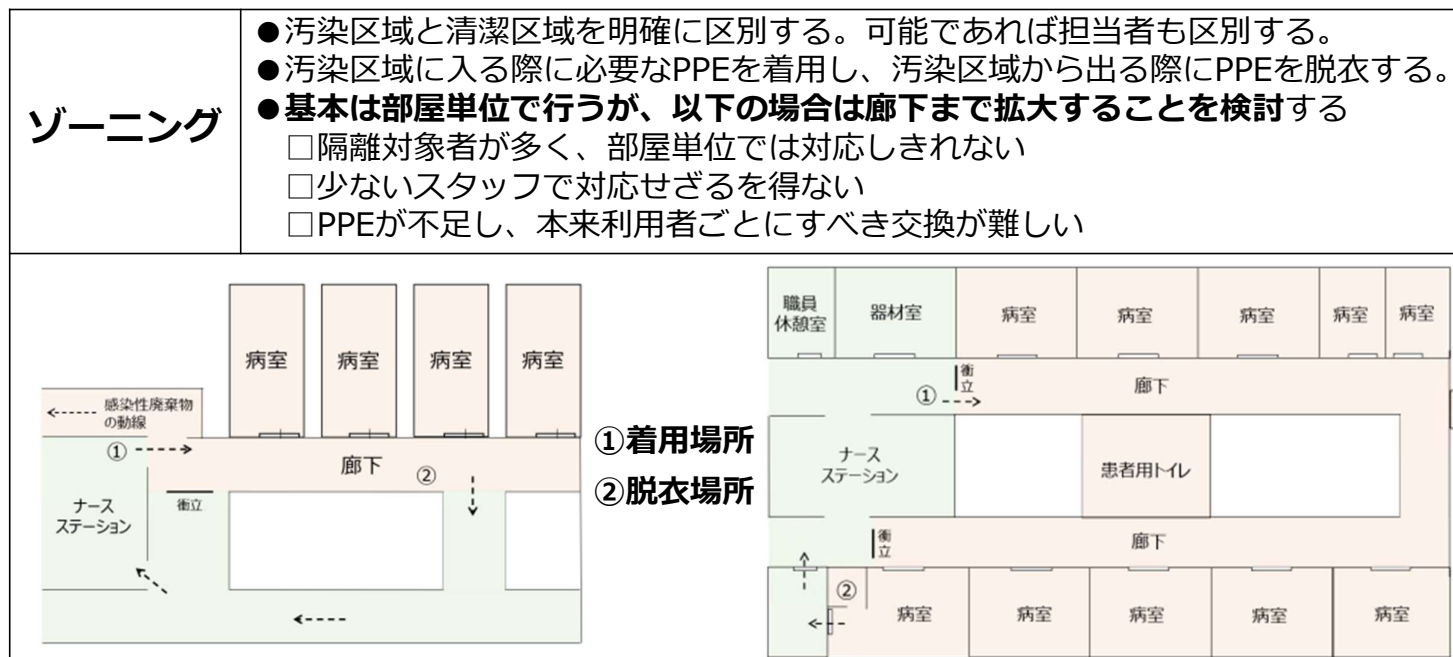 ゾーニング
●汚染区域と清潔区域を明確に区別する。可能であれば担当者も区別する。
●汚染区域に入る際に必要なPPEを着用し、汚染区域から出る際にPPEを脱衣する。
●基本は部屋単位で行うが、以下の場合は廊下まで拡大することを検討する
□隔離対象者が多く、部屋単位では対応しきれない
□少ないスタッフで対応せざるを得ない
□PPEが不足し、本来利用者ごとにすべき交換が難しい
病室
病室
病室
病室
感染性廃棄物
の動線
①
廊下
②
ナース
ステーション
衝立
①着用場所
②脱衣場所
職員
休憩室
器材室
病室
病室
病室
病室
病室
衝立
①
廊下
ナース
ステーション
患者用トイレ
衝立
廊下
②
病室
病室
病室
病室
病室